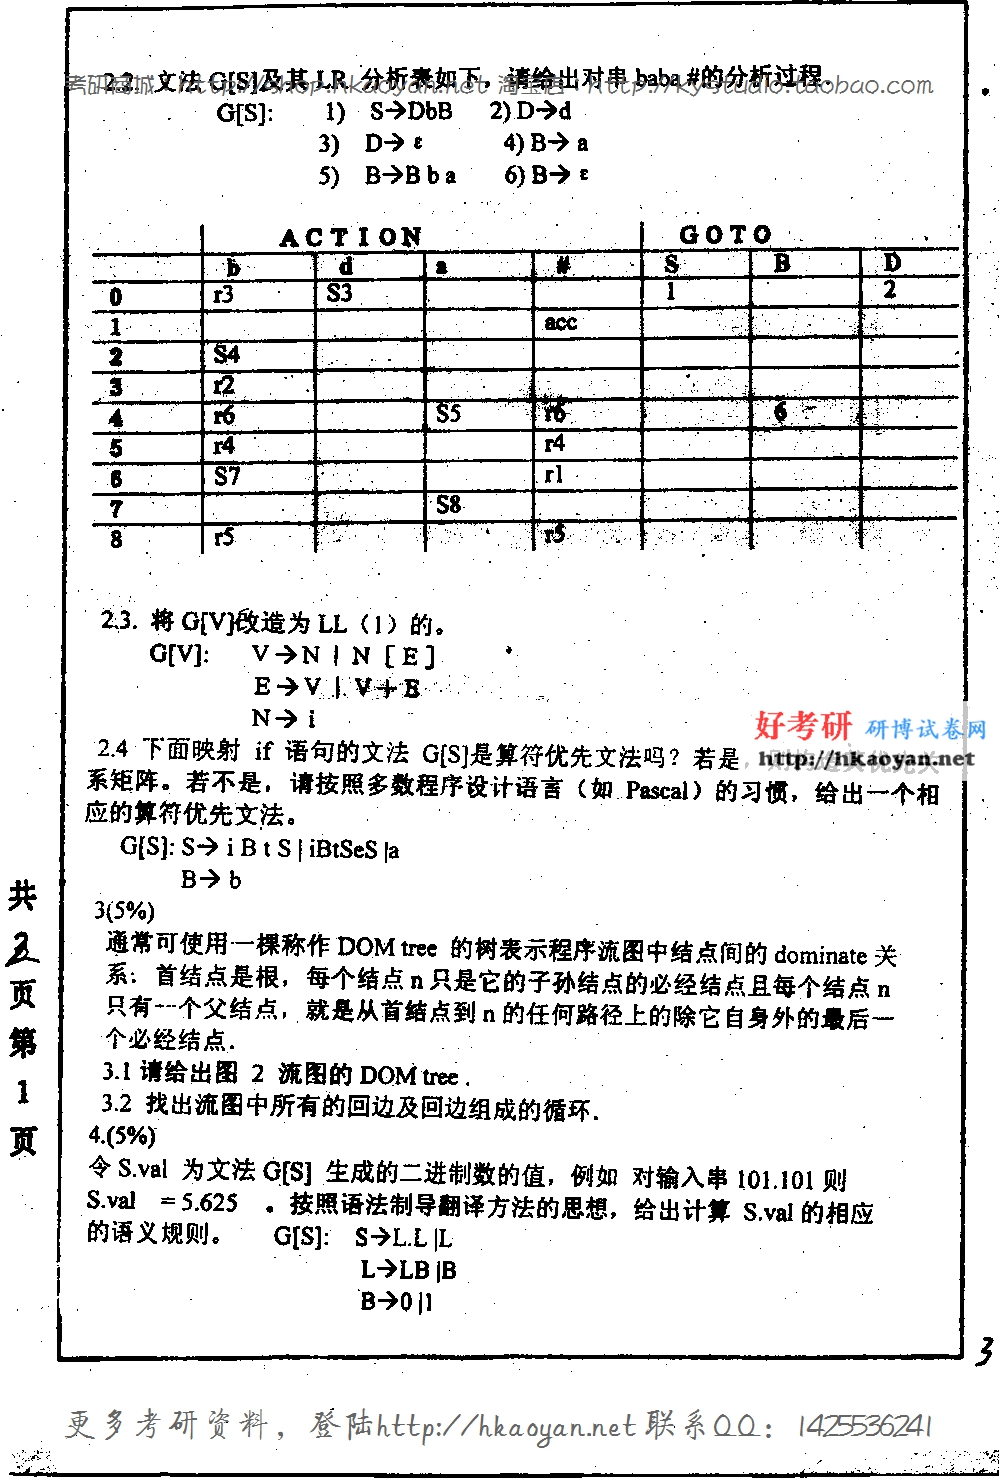 2.2. 文法 G[S]及其LR 分析表如下，请给出对串 baba #的分析过程.
考研商城：http://shop.hkaoyan.net 淘宝店：http://ky-studio.taobao.com
G[S]: 1) S→DbB 2) D→d
3) D→ ε 4) B→ a
5) B→B b a 6) B→ ε
ACTION GOTO
b d a # S B D
0 r3 S3 1 2
1 acc
2 S4
3 r2
4 r6 S5 r6 6
5 r4 r4
6 S7 r1
7 S8
8 r5 r5
2.3. 将 G[V]改造为 LL（1）的。
G[V]: V→N | N [ E ]
E→V | V + E
N→ i
好考研 研博试卷网
http://hkaoyan.net
2.4 下面映射 if 语句的文法 G[S]是算符优先文法吗？若是，则构造其优先关
系矩阵。若不是，请按照多数程序设计语言（如 Pascal）的习惯，给出一个相
应的算符优先文法。
G[S]: S→ i B t S | iBtSeS |a
B→ b
3(5%)
通常可使用一棵称作 DOM tree 的树表示程序流图中结点间的 dominate 关
系: 首结点是根，每个结点 n 只是它的子孙结点的必经结点且每个结点 n
只有一个父结点，就是从首结点到 n 的任何路径上的除它自身外的最后一
个必经结点.
3.1 请给出图 2 流图的 DOM tree .
3.2 找出流图中所有的回边及回边组成的循环.
4.(5%)
令 S.val 为文法 G[S] 生成的二进制数的值，例如 对输入串 101.101 则
S.val = 5.625 。按照语法制导翻译方法的思想，给出计算 S.val 的相应
的语义规则。 G[S]: S→L.L |L
L→LB |B
B→0 |1
共
2
页
第
1
页
3
更多考研资料，登陆http://hkaoyan.net 联系QQ：1425536241